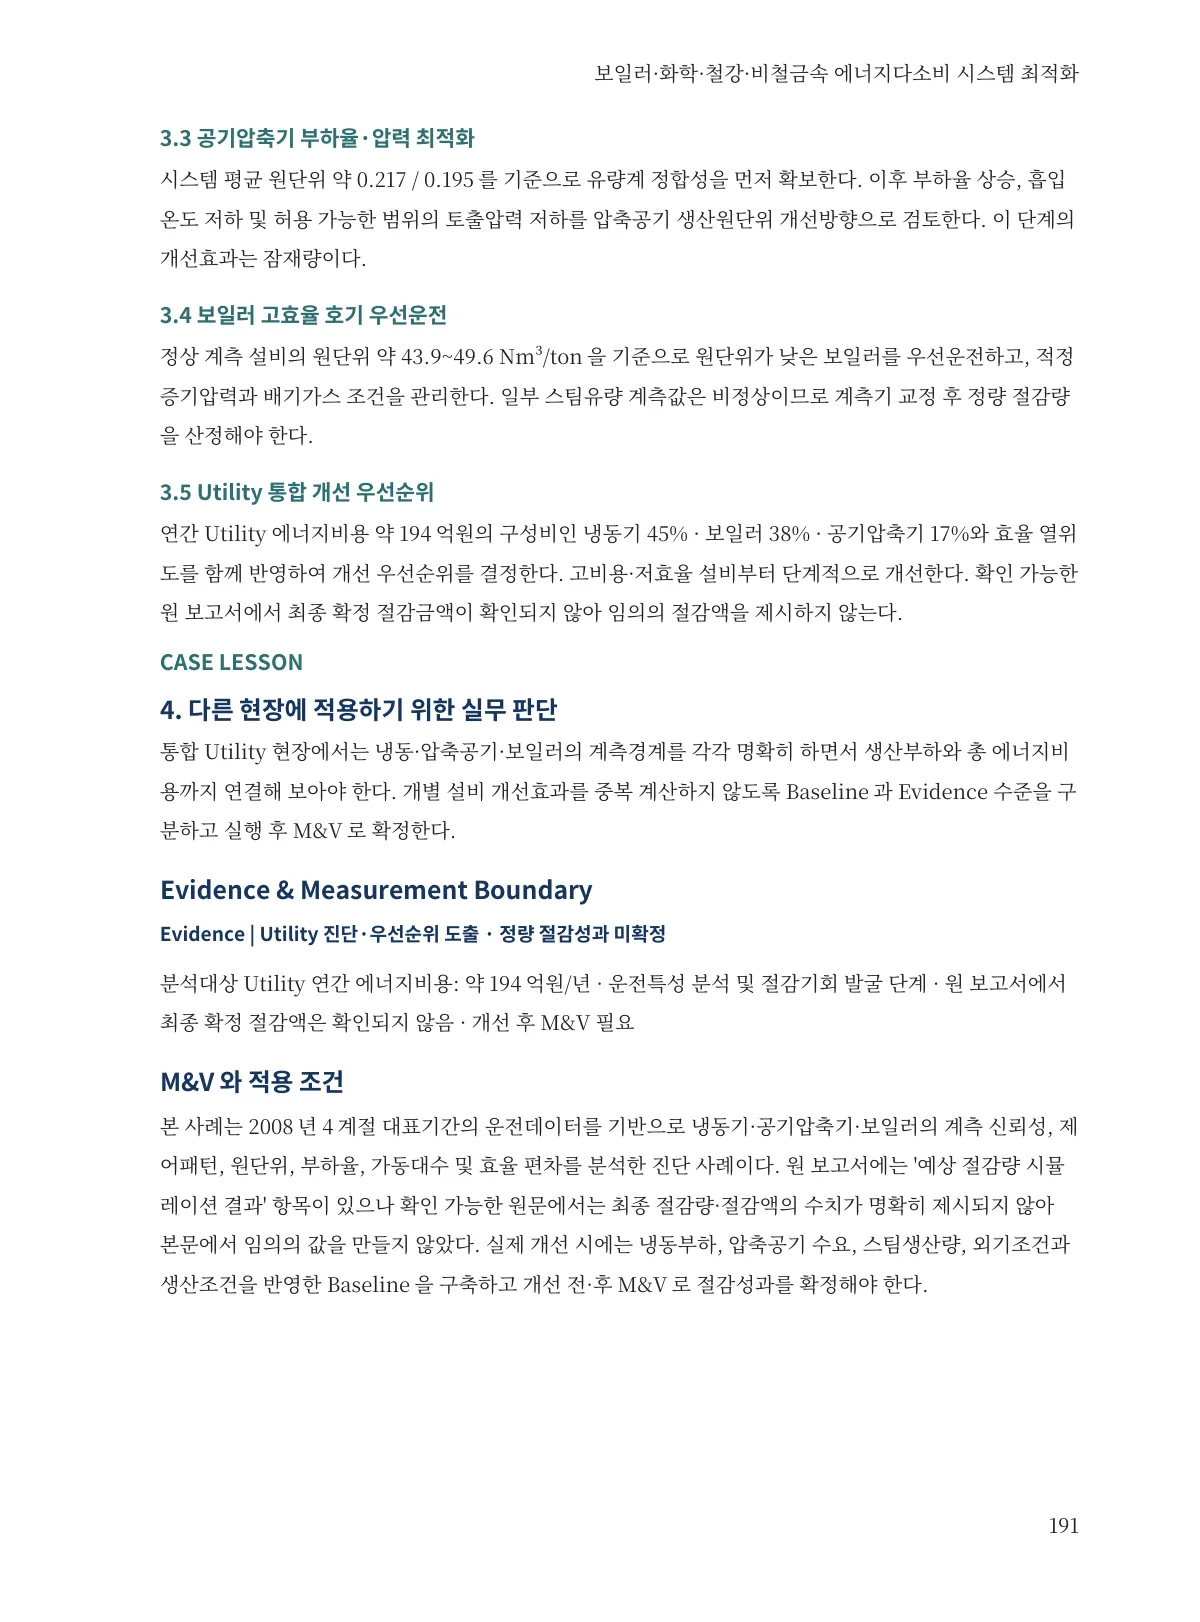 보일러·화학·철강·비철금속 에너지다소비 시스템 최적화
3.3 공기압축기 부하율·압력 최적화
시스템 평균 원단위 약 0.217 / 0.195 를 기준으로 유량계 정합성을 먼저 확보한다. 이후 부하율 상승, 흡입
온도 저하 및 허용 가능한 범위의 토출압력 저하를 압축공기 생산원단위 개선방향으로 검토한다. 이 단계의
개선효과는 잠재량이다.
3.4 보일러 고효율 호기 우선운전
정상 계측 설비의 원단위 약 43.9~49.6 Nm³/ton 을 기준으로 원단위가 낮은 보일러를 우선운전하고, 적정
증기압력과 배기가스 조건을 관리한다. 일부 스팀유량 계측값은 비정상이므로 계측기 교정 후 정량 절감량
을 산정해야 한다.
3.5 Utility 통합 개선 우선순위
연간 Utility 에너지비용 약 194 억원의 구성비인 냉동기 45% · 보일러 38% · 공기압축기 17%와 효율 열위
도를 함께 반영하여 개선 우선순위를 결정한다. 고비용·저효율 설비부터 단계적으로 개선한다. 확인 가능한
원 보고서에서 최종 확정 절감금액이 확인되지 않아 임의의 절감액을 제시하지 않는다.
CASE LESSON
4. 다른 현장에 적용하기 위한 실무 판단
통합 Utility 현장에서는 냉동·압축공기·보일러의 계측경계를 각각 명확히 하면서 생산부하와 총 에너지비
용까지 연결해 보아야 한다. 개별 설비 개선효과를 중복 계산하지 않도록 Baseline 과 Evidence 수준을 구
분하고 실행 후 M&V 로 확정한다.
Evidence & Measurement Boundary
Evidence | Utility 진단·우선순위 도출 · 정량 절감성과 미확정
분석대상 Utility 연간 에너지비용: 약 194 억원/년 · 운전특성 분석 및 절감기회 발굴 단계 · 원 보고서에서
최종 확정 절감액은 확인되지 않음 · 개선 후 M&V 필요
M&V 와 적용 조건
본 사례는 2008 년 4 계절 대표기간의 운전데이터를 기반으로 냉동기·공기압축기·보일러의 계측 신뢰성, 제
어패턴, 원단위, 부하율, 가동대수 및 효율 편차를 분석한 진단 사례이다. 원 보고서에는 '예상 절감량 시뮬
레이션 결과' 항목이 있으나 확인 가능한 원문에서는 최종 절감량·절감액의 수치가 명확히 제시되지 않아
본문에서 임의의 값을 만들지 않았다. 실제 개선 시에는 냉동부하, 압축공기 수요, 스팀생산량, 외기조건과
생산조건을 반영한 Baseline 을 구축하고 개선 전·후 M&V 로 절감성과를 확정해야 한다.
191